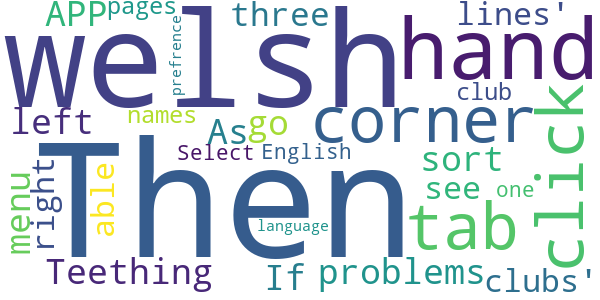 APP pages three lines'
welsh prefrence hand
club
left names As go corner click
Select English sort
Then see one
menu right able tab
language
Teething If problems clubs'